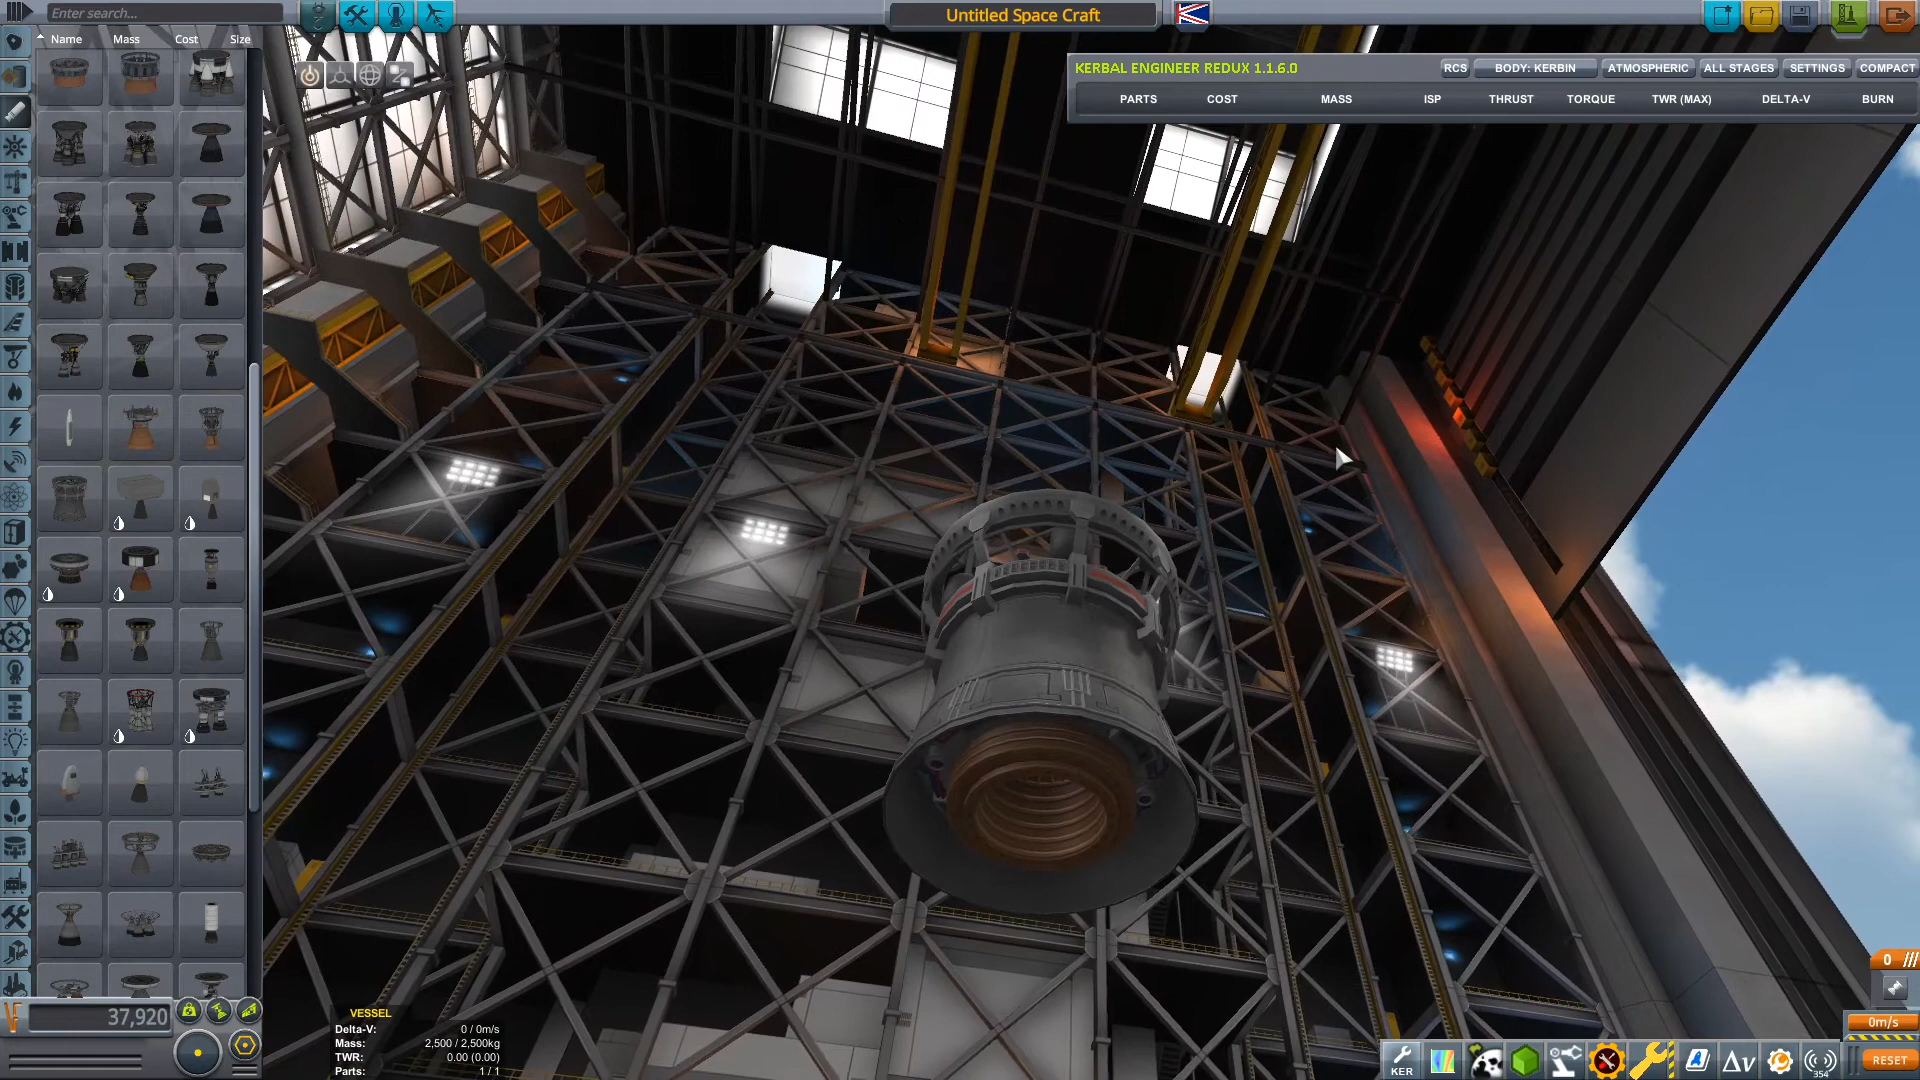 Enter search...
Untitled Space Craft
Name Mass Cost Size
KERBAL ENGINEER REDUX 1.1.6.0
RCS BODY: KERBIN ATMOSPHERIC ALL STAGES SETTINGS COMPACT
PARTS COST MASS ISP THRUST TORQUE TWR (MAX) DELTA-V BURN
0
37,920
VESSEL
Delta-V: 0 / 0m/s
Mass: 2,500 / 2,500kg
TWR: 0.00 (0.00)
Parts: 1 / 1
0m/s
KER
Δv
354
RESET